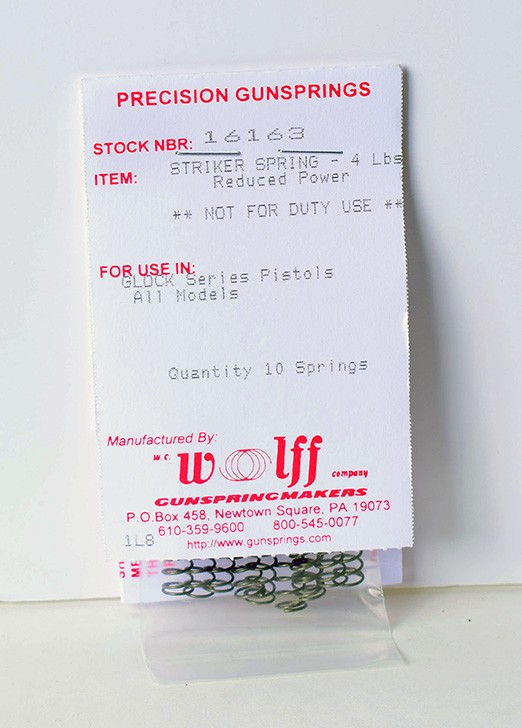 PRECISION GUNSPRINGS
STOCK NBR: 16163
ITEM: STRIKER SPRING - 4 Lbs
Reduced Power
** NOT FOR DUTY USE **
FOR USE IN:
GLOCK Series Pistols
All Models
Quantity 10 Springs
Manufactured By:
W.C. Wolff company
GUNSPRINGMAKERS
P.O.Box 458, Newtown Square, PA 19073
610-359-9600 800-545-0077
1L8 http://www.gunsprings.com